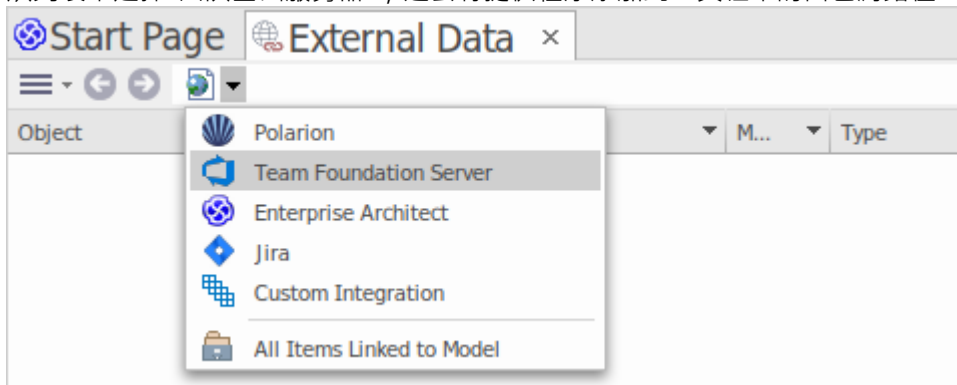 Start Page External Data ×
Object M... Type
Polarion
Team Foundation Server
Enterprise Architect
Jira
Custom Integration
All Items Linked to Model